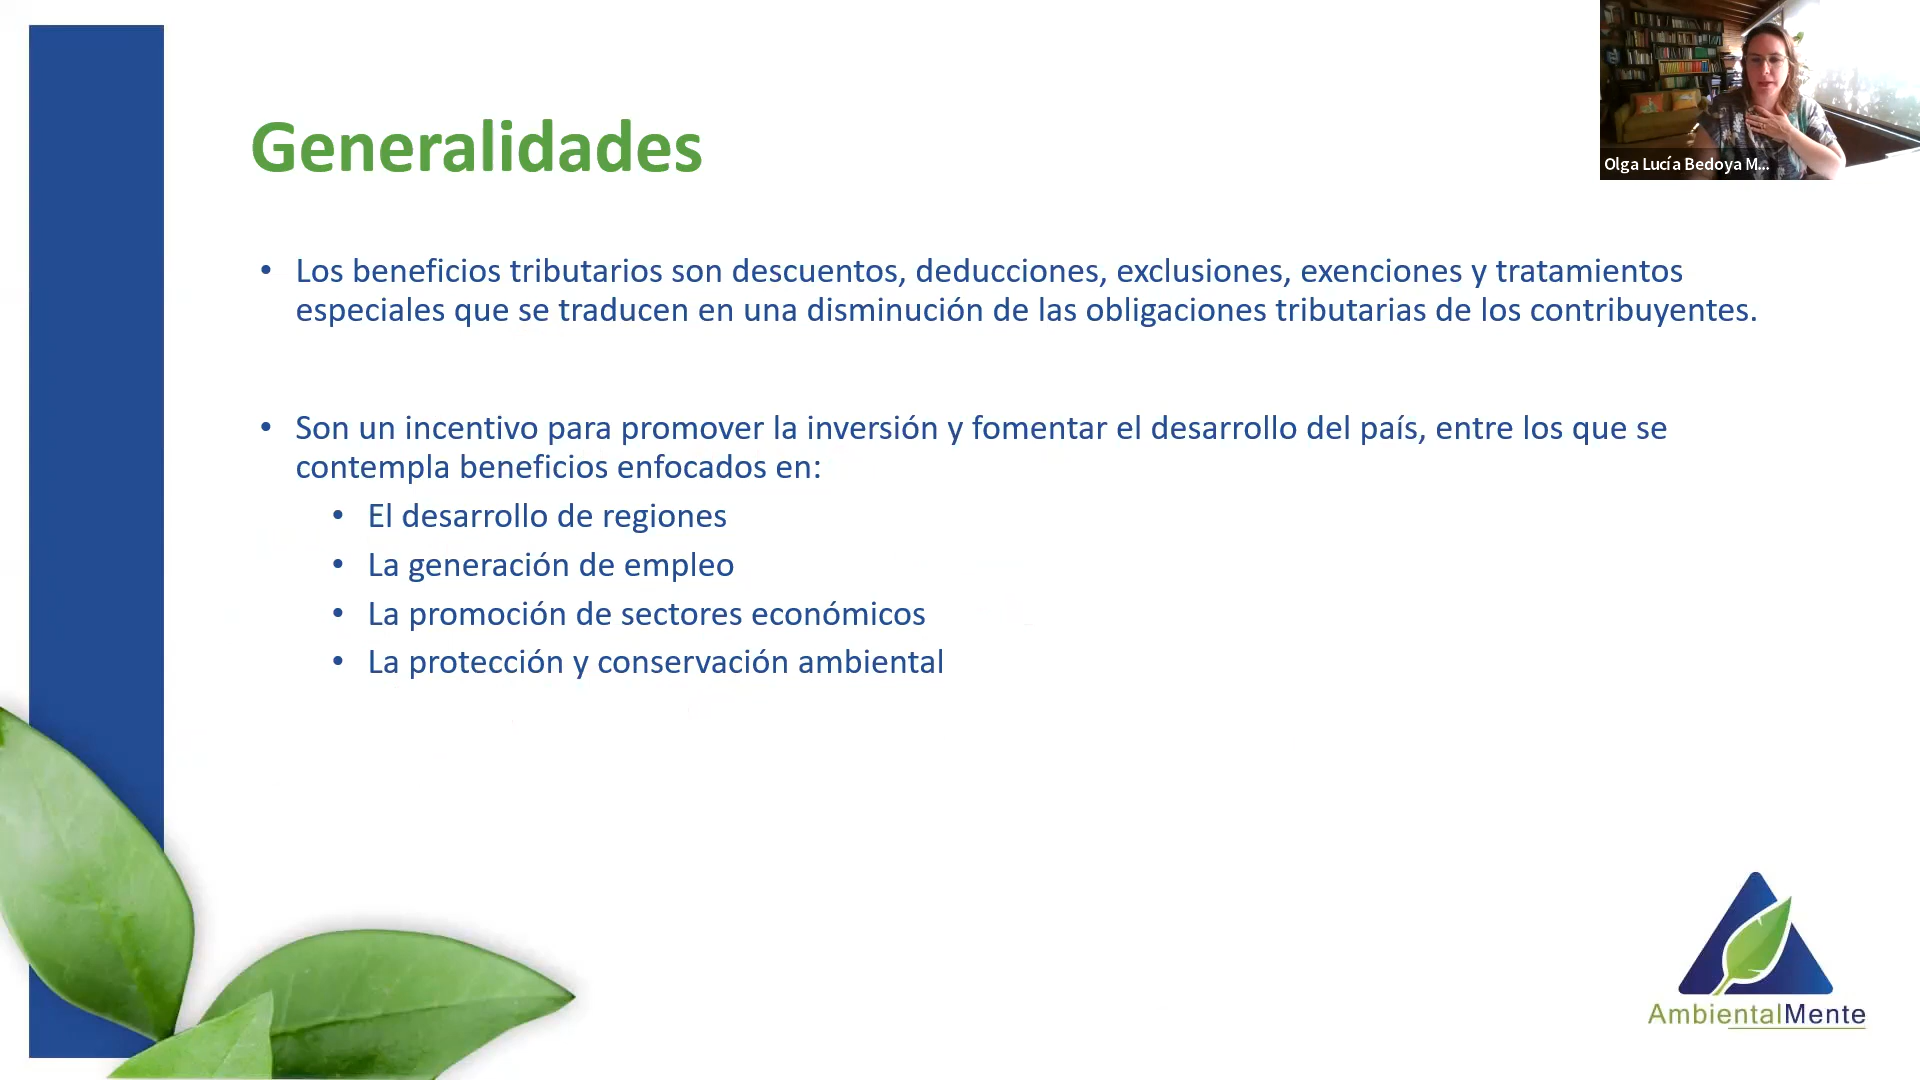 Generalidades
Olga Lucía Bedoya M...
• Los beneficios tributarios son descuentos, deducciones, exclusiones, exenciones y tratamientos
especiales que se traducen en una disminución de las obligaciones tributarias de los contribuyentes.
• Son un incentivo para promover la inversión y fomentar el desarrollo del país, entre los que se
contempla beneficios enfocados en:
• El desarrollo de regiones
• La generación de empleo
• La promoción de sectores económicos
• La protección y conservación ambiental
AmbientalMente